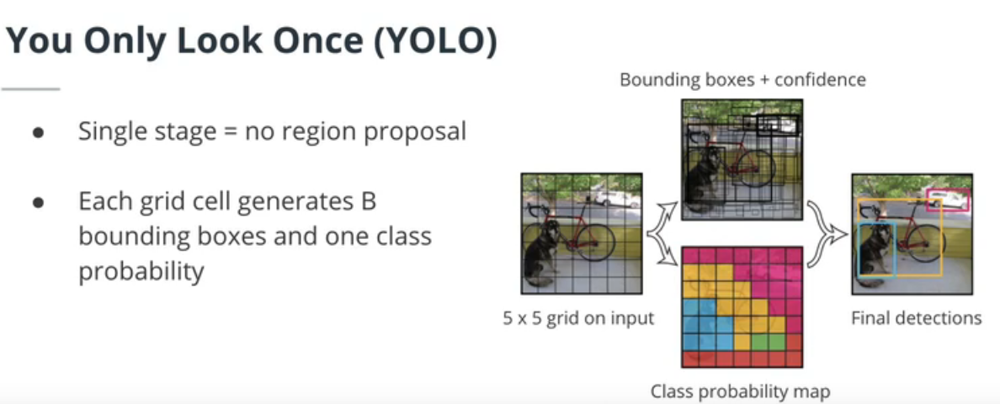 You Only Look Once (YOLO)
● Single stage = no region proposal
● Each grid cell generates B
bounding boxes and one class
probability
Bounding boxes + confidence
5 x 5 grid on input
Class probability map
Final detections